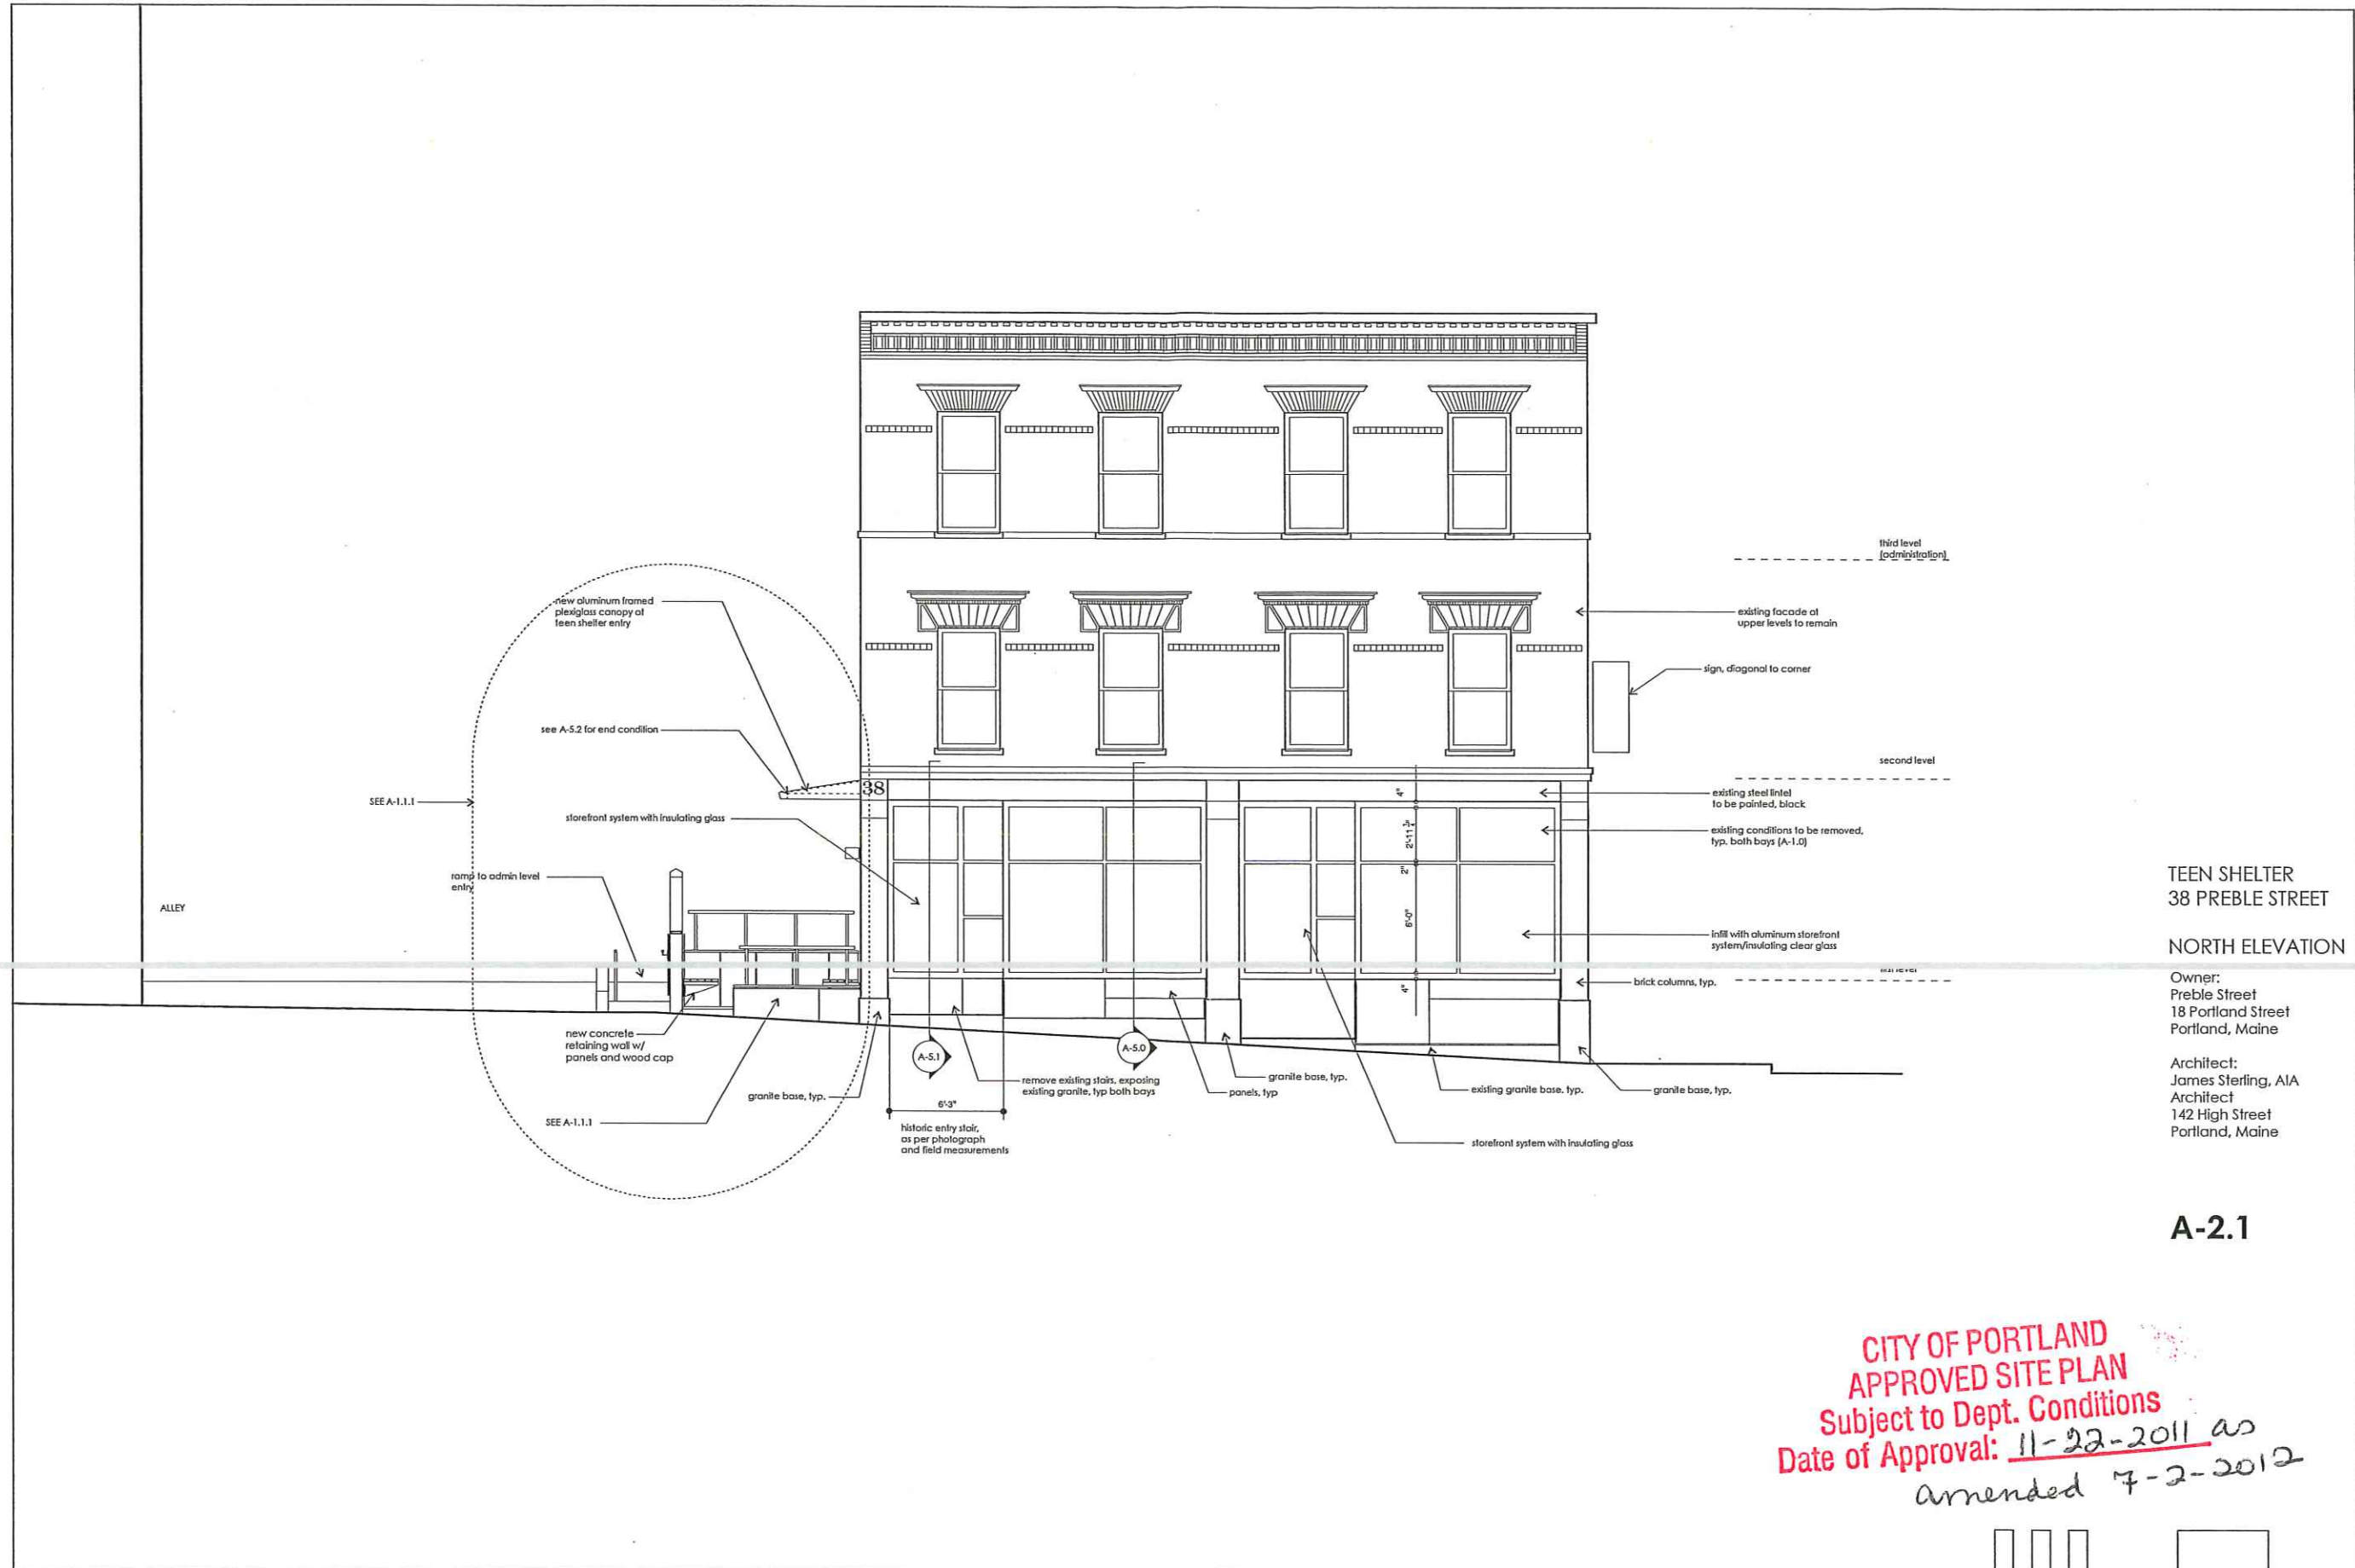 third level
(administration)
new aluminum framed
plexiglass canopy at
teen shelter entry
existing facade at
upper levels to remain
sign, diagonal to corner
see A-5.2 for end condition
second level
SEE A-1.1.1
38
4"
existing steel lintel
to be painted, black
storefront system with insulating glass
2'-11 
existing conditions to be removed,
typ. both bays (A-1.0)
2"
ramp to admin level
entry
ALLEY
6'-0"
infill with aluminum storefront
system/insulating clear glass
4"
brick columns, typ.
new concrete
retaining wall w/
panels and wood cap
A-5.1
A-5.0
granite base, typ.
remove existing stairs, exposing
existing granite, typ both bays
granite base, typ.
panels, typ
existing granite base. typ.
granite base, typ.
6'-3"
SEE A-1.1.1
historic entry stair,
as per photograph
and field measurements
storefront system with insulating glass
TEEN SHELTER
38 PREBLE STREET
NORTH ELEVATION
Owner:
Preble Street
18 Portland Street
Portland, Maine
Architect:
James Sterling, AIA
Architect
142 High Street
Portland, Maine
A-2.1
CITY OF PORTLAND
APPROVED SITE PLAN
Subject to Dept. Conditions
Date of Approval: 11-22-2011 as
amended 7-2-2012